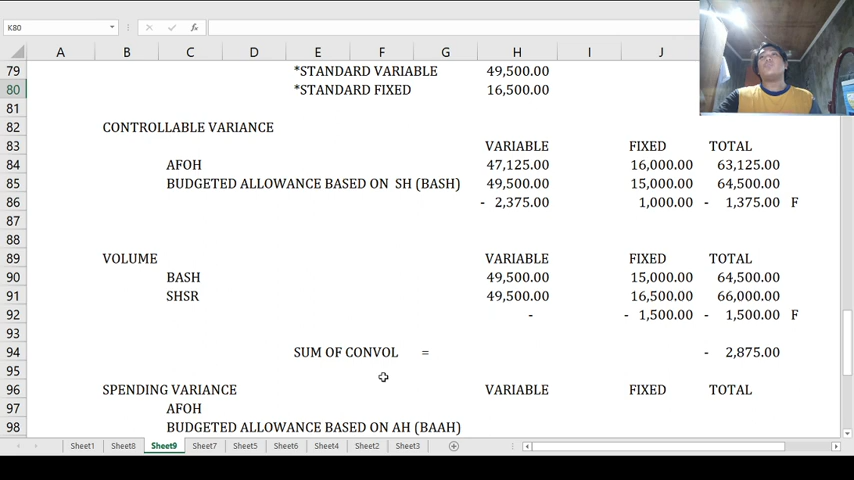 K80
fx
A B C D E F G H I J
79 *STANDARD VARIABLE 49,500.00
80 *STANDARD FIXED 16,500.00
81
82 CONTROLLABLE VARIANCE
83 VARIABLE FIXED TOTAL
84 AFOH 47,125.00 16,000.00 63,125.00
85 BUDGETED ALLOWANCE BASED ON SH (BASH) 49,500.00 15,000.00 64,500.00
86 - 2,375.00 1,000.00 - 1,375.00 F
87
88
89 VOLUME VARIABLE FIXED TOTAL
90 BASH 49,500.00 15,000.00 64,500.00
91 SHSR 49,500.00 16,500.00 66,000.00
92 - - 1,500.00 - 1,500.00 F
93
94 SUM OF CONVOL = - 2,875.00
95
96 SPENDING VARIANCE VARIABLE FIXED TOTAL
97 AFOH
98 BUDGETED ALLOWANCE BASED ON AH (BAAH)
Sheet1 Sheet8 Sheet9 Sheet7 Sheet5 Sheet6 Sheet4 Sheet2 Sheet3